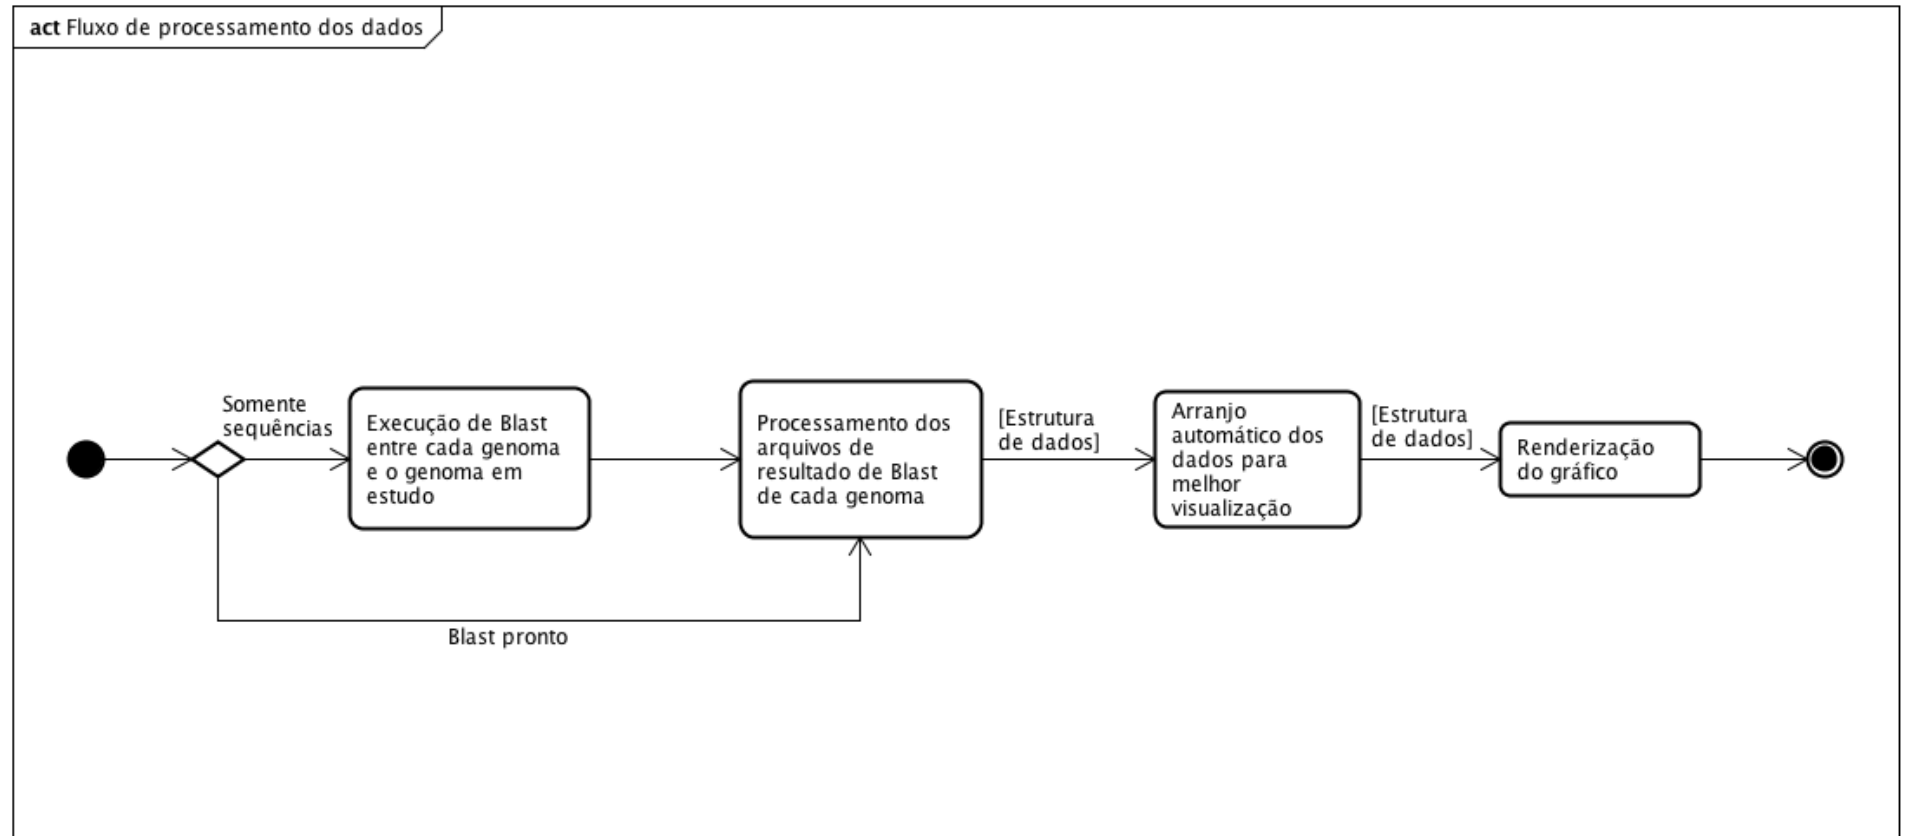 act Fluxo de processamento dos dados
Somente
sequências
Execução de Blast
entre cada genoma
e o genoma em
estudo
Processamento dos
arquivos de
resultado de Blast
de cada genoma
[Estrutura
de dados]
Arranjo
automático dos
dados para
melhor
visualização
[Estrutura
de dados]
Renderização
do gráfico
Blast pronto